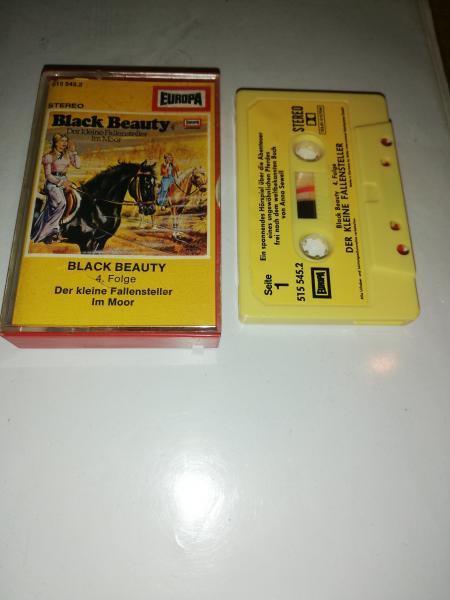 515 545.2
EUROPA
STEREO
Black Beauty
EUROPA
Der kleine Fallensteller
Im Moor
BLACK BEAUTY
4. Folge
Der kleine Fallensteller
Im Moor
Ein spannendes Hörspiel über die Abenteuer
eines ungewöhnlichen Pferdes
frei nach dem weltbekannten Buch
von Anna Sewell
Seite
1
515 545.2
EUROPA
STEREO
Black Beauty 4. Folge
DER KLEINE FALLENSTELLER